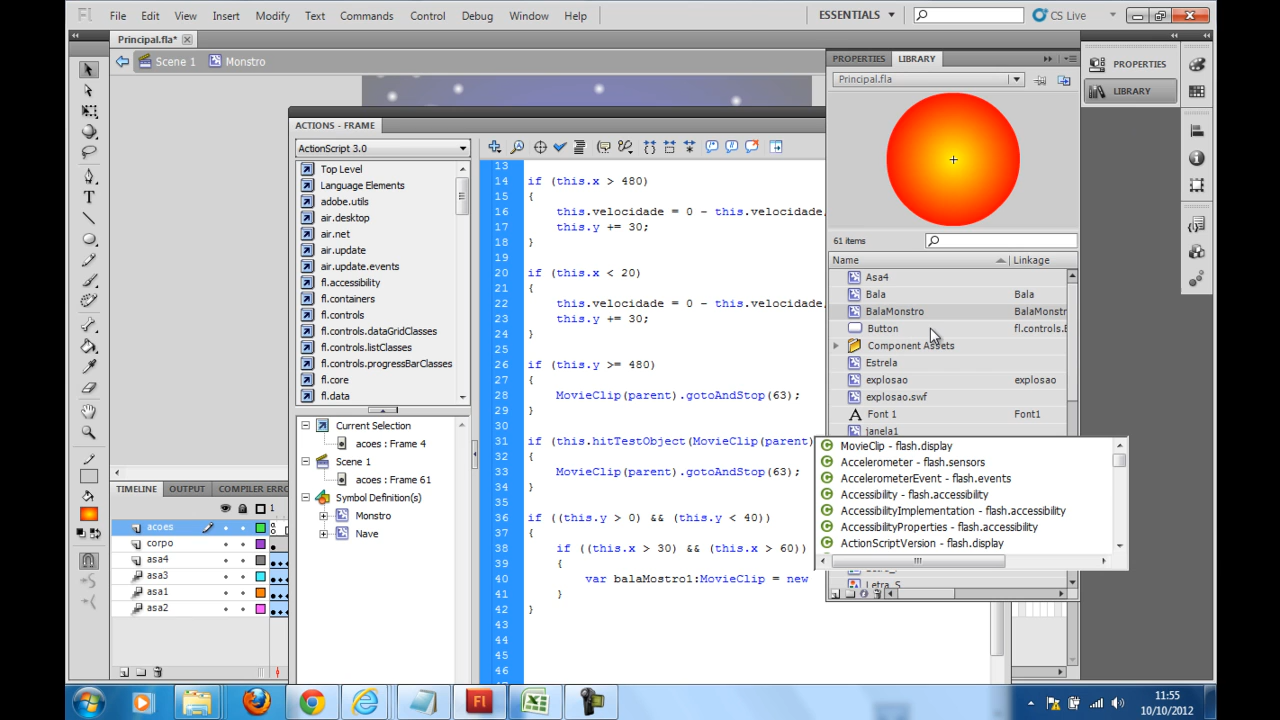 Fl File Edit View Insert Modify Text Commands Control Debug Window Help ESSENTIALS CS Live
Principal.fla*
Scene 1 Monstro
ACTIONS - FRAME
ActionScript 3.0
Top Level
Language Elements
adobe.utils
air.desktop
air.net
air.update
air.update.events
fl.accessibility
fl.containers
fl.controls
fl.controls.dataGridClasses
fl.controls.listClasses
fl.controls.progressBarClasses
fl.core
fl.data
Current Selection
acoes : Frame 4
Scene 1
acoes : Frame 61
Symbol Definition(s)
Monstro
Nave
13
14 if (this.x > 480)
15 {
16 this.velocidade = 0 - this.velocidade
17 this.y += 30;
18 }
19
20 if (this.x < 20)
21 {
22 this.velocidade = 0 - this.velocidade
23 this.y += 30;
24 }
25
26 if (this.y >= 480)
27 {
28 MovieClip(parent).gotoAndStop(63);
29 }
30
31 if (this.hitTestObject(MovieClip(parent)
32 {
33 MovieClip(parent).gotoAndStop(63);
34 }
35
36 if ((this.y > 0) && (this.y < 40))
37 {
38 if ((this.x > 30) && (this.x > 60))
39 {
40 var balaMostro1:MovieClip = new
41 }
42 }
43
44
45
46
MovieClip - flash.display
Accelerometer - flash.sensors
AccelerometerEvent - flash.events
Accessibility - flash.accessibility
AccessibilityImplementation - flash.accessibility
AccessibilityProperties - flash.accessibility
ActionScriptVersion - flash.display
PROPERTIES LIBRARY
Principal.fla
61 items
Name Linkage
Asa4
Bala Bala
BalaMonstro BalaMonstr
Button fl.controls.B
Component Assets
Estrela
explosao explosao
explosao.swf
Font 1 Font1
janela1
Letra_S
PROPERTIES
LIBRARY
TIMELINE OUTPUT COMPILER ERRO
1
acoes
corpo
asa4
asa3
asa1
asa2
Fl
11:55
10/10/2012